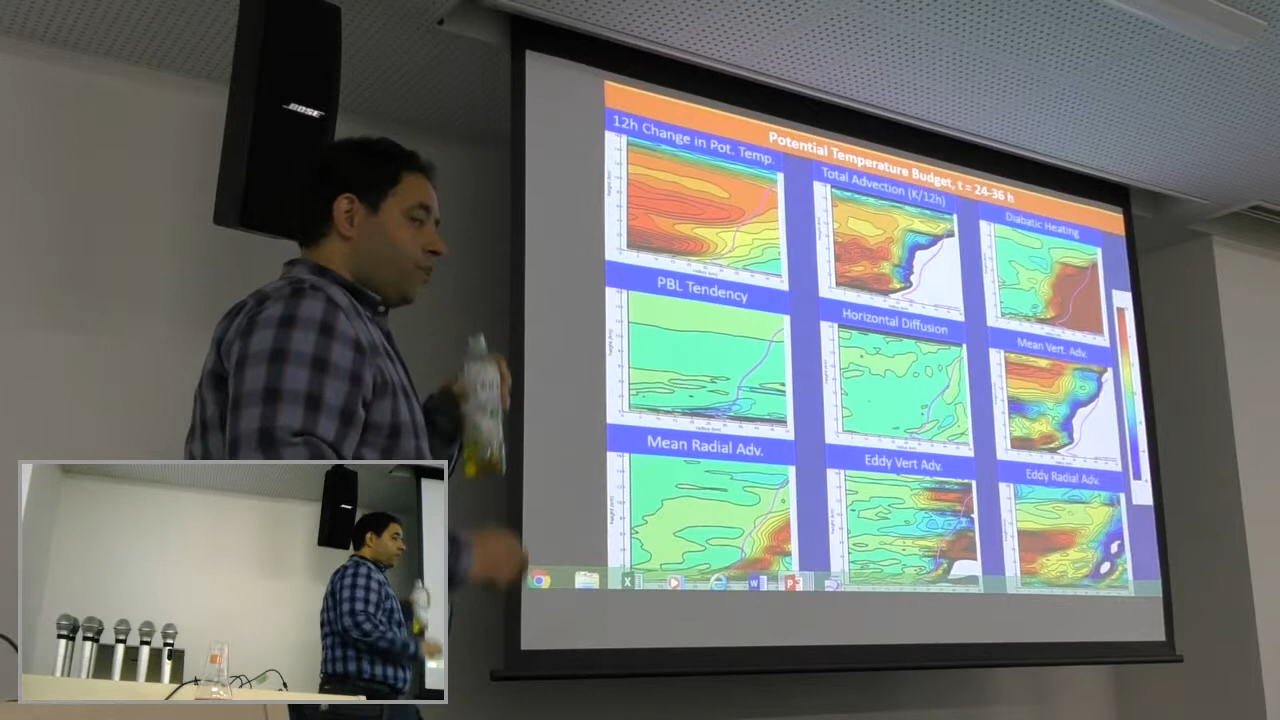 BOSE
Potential Temperature Budget, t = 24-36 h
12h Change in Pot. Temp.
Total Advection (K/12h)
Diabatic Heating
PBL Tendency
Horizontal Diffusion
Mean Vert. Adv.
Mean Radial Adv.
Eddy Vert Adv.
Eddy Radial Adv.